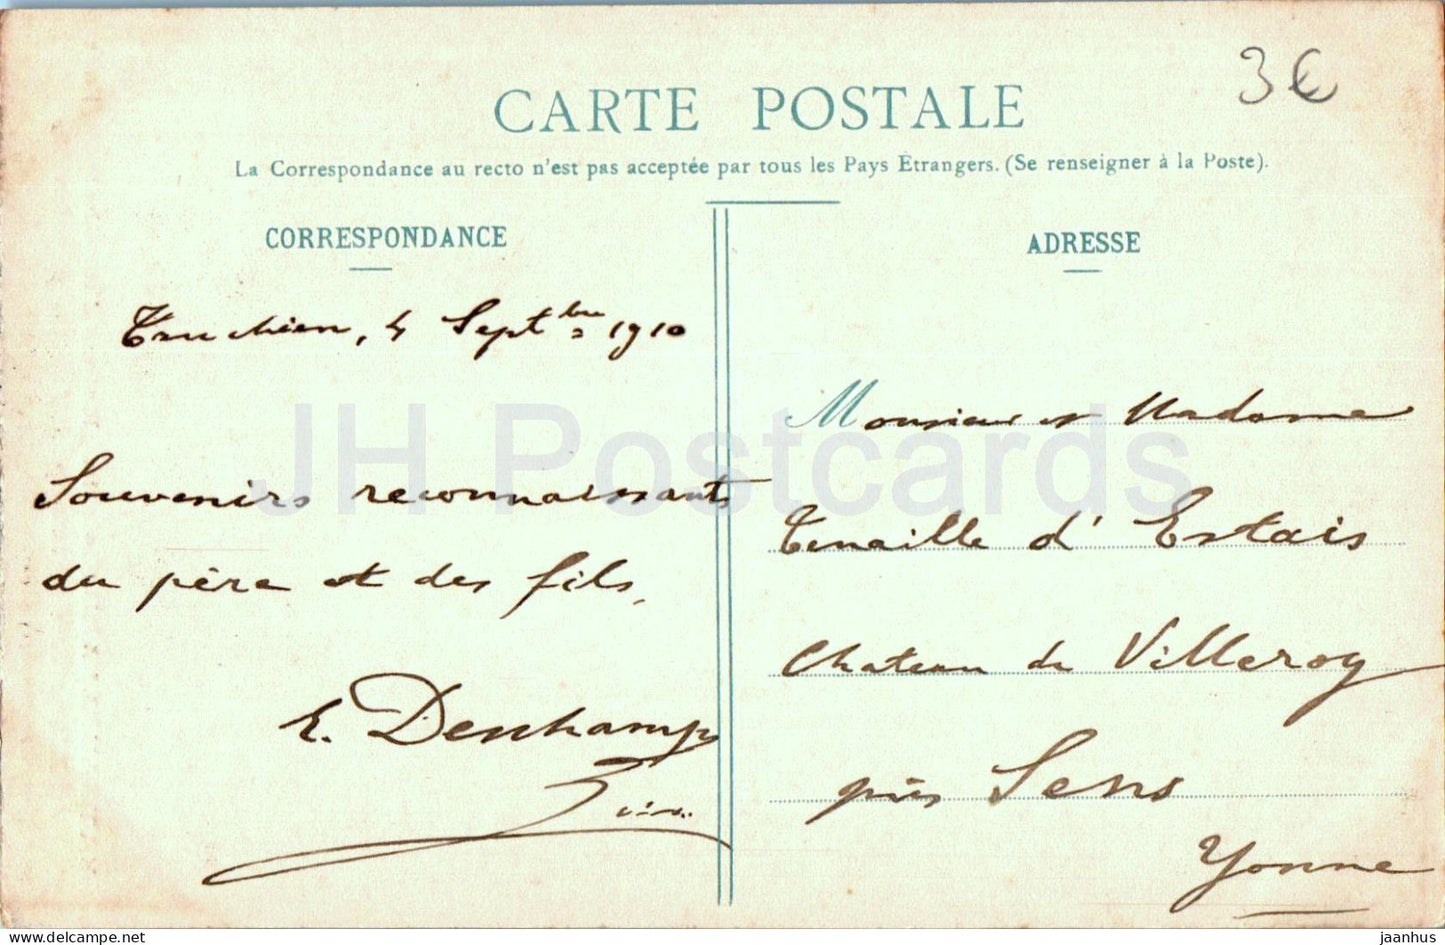 3€
CARTE POSTALE
La Correspondance au recto n'est pas acceptée par tous les Pays Étrangers. (Se renseigner à la Poste).
CORRESPONDANCE
4 Septbre 1910
Souvenirs reconnaissants
du père et des fils.
E. Deschamps
ADRESSE
Monsieur et Madame
Tenaille d'Estais
Chateau de Villeroy
près Sens
Yonne
JH Postcards
delcampe.net
jaanhus